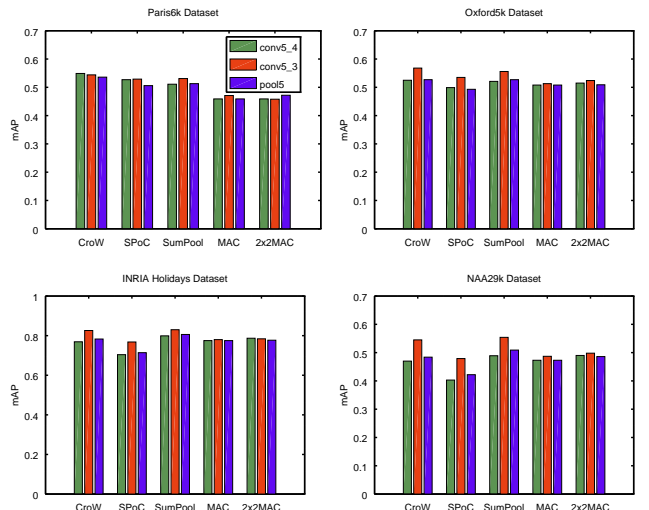 Paris6k Dataset
0.7
0.6
0.5
0.4
0.3
0.2
0.1
0
mAP
conv5_4
conv5_3
pool5
CroW SPoC SumPool MAC 2x2MAC
Oxford5k Dataset
0.7
0.6
0.5
0.4
0.3
0.2
0.1
0
mAP
CroW SPoC SumPool MAC 2x2MAC
INRIA Holidays Dataset
1
0.8
0.6
0.4
0.2
0
mAP
CroW SPoC SumPool MAC 2x2MAC
NAA29k Dataset
0.7
0.6
0.5
0.4
0.3
0.2
0.1
0
mAP
CroW SPoC SumPool MAC 2x2MAC